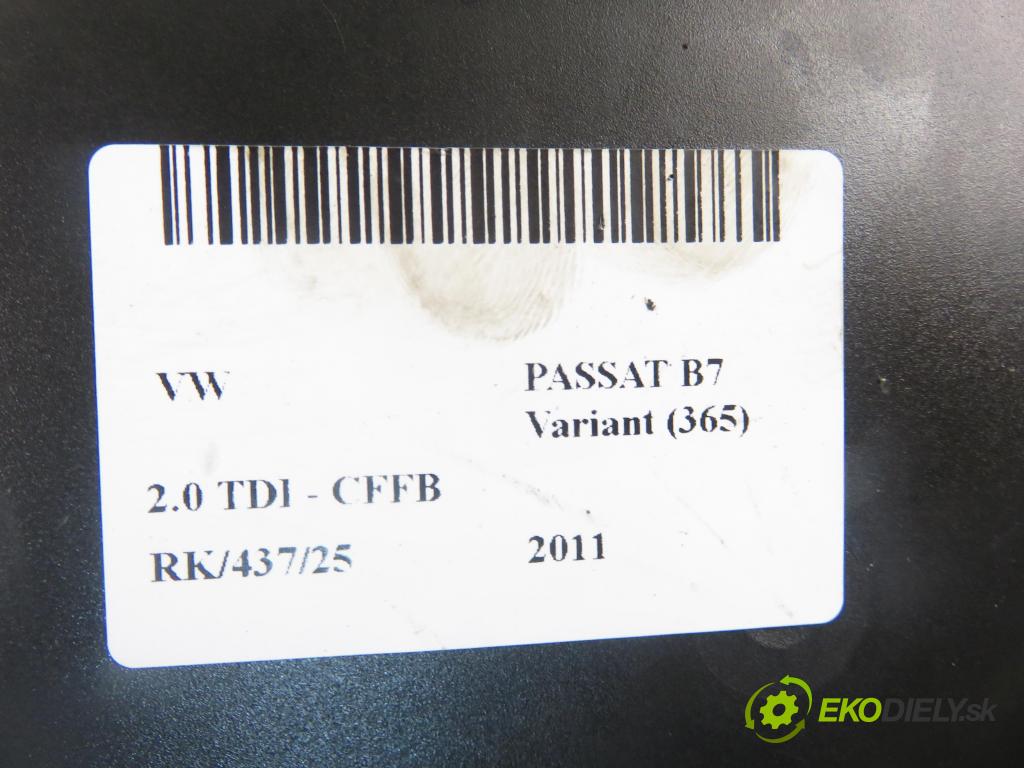 VW
PASSAT B7
Variant (365)
2.0 TDI - CFFB
RK/437/25
2011
EKODIELY.sk